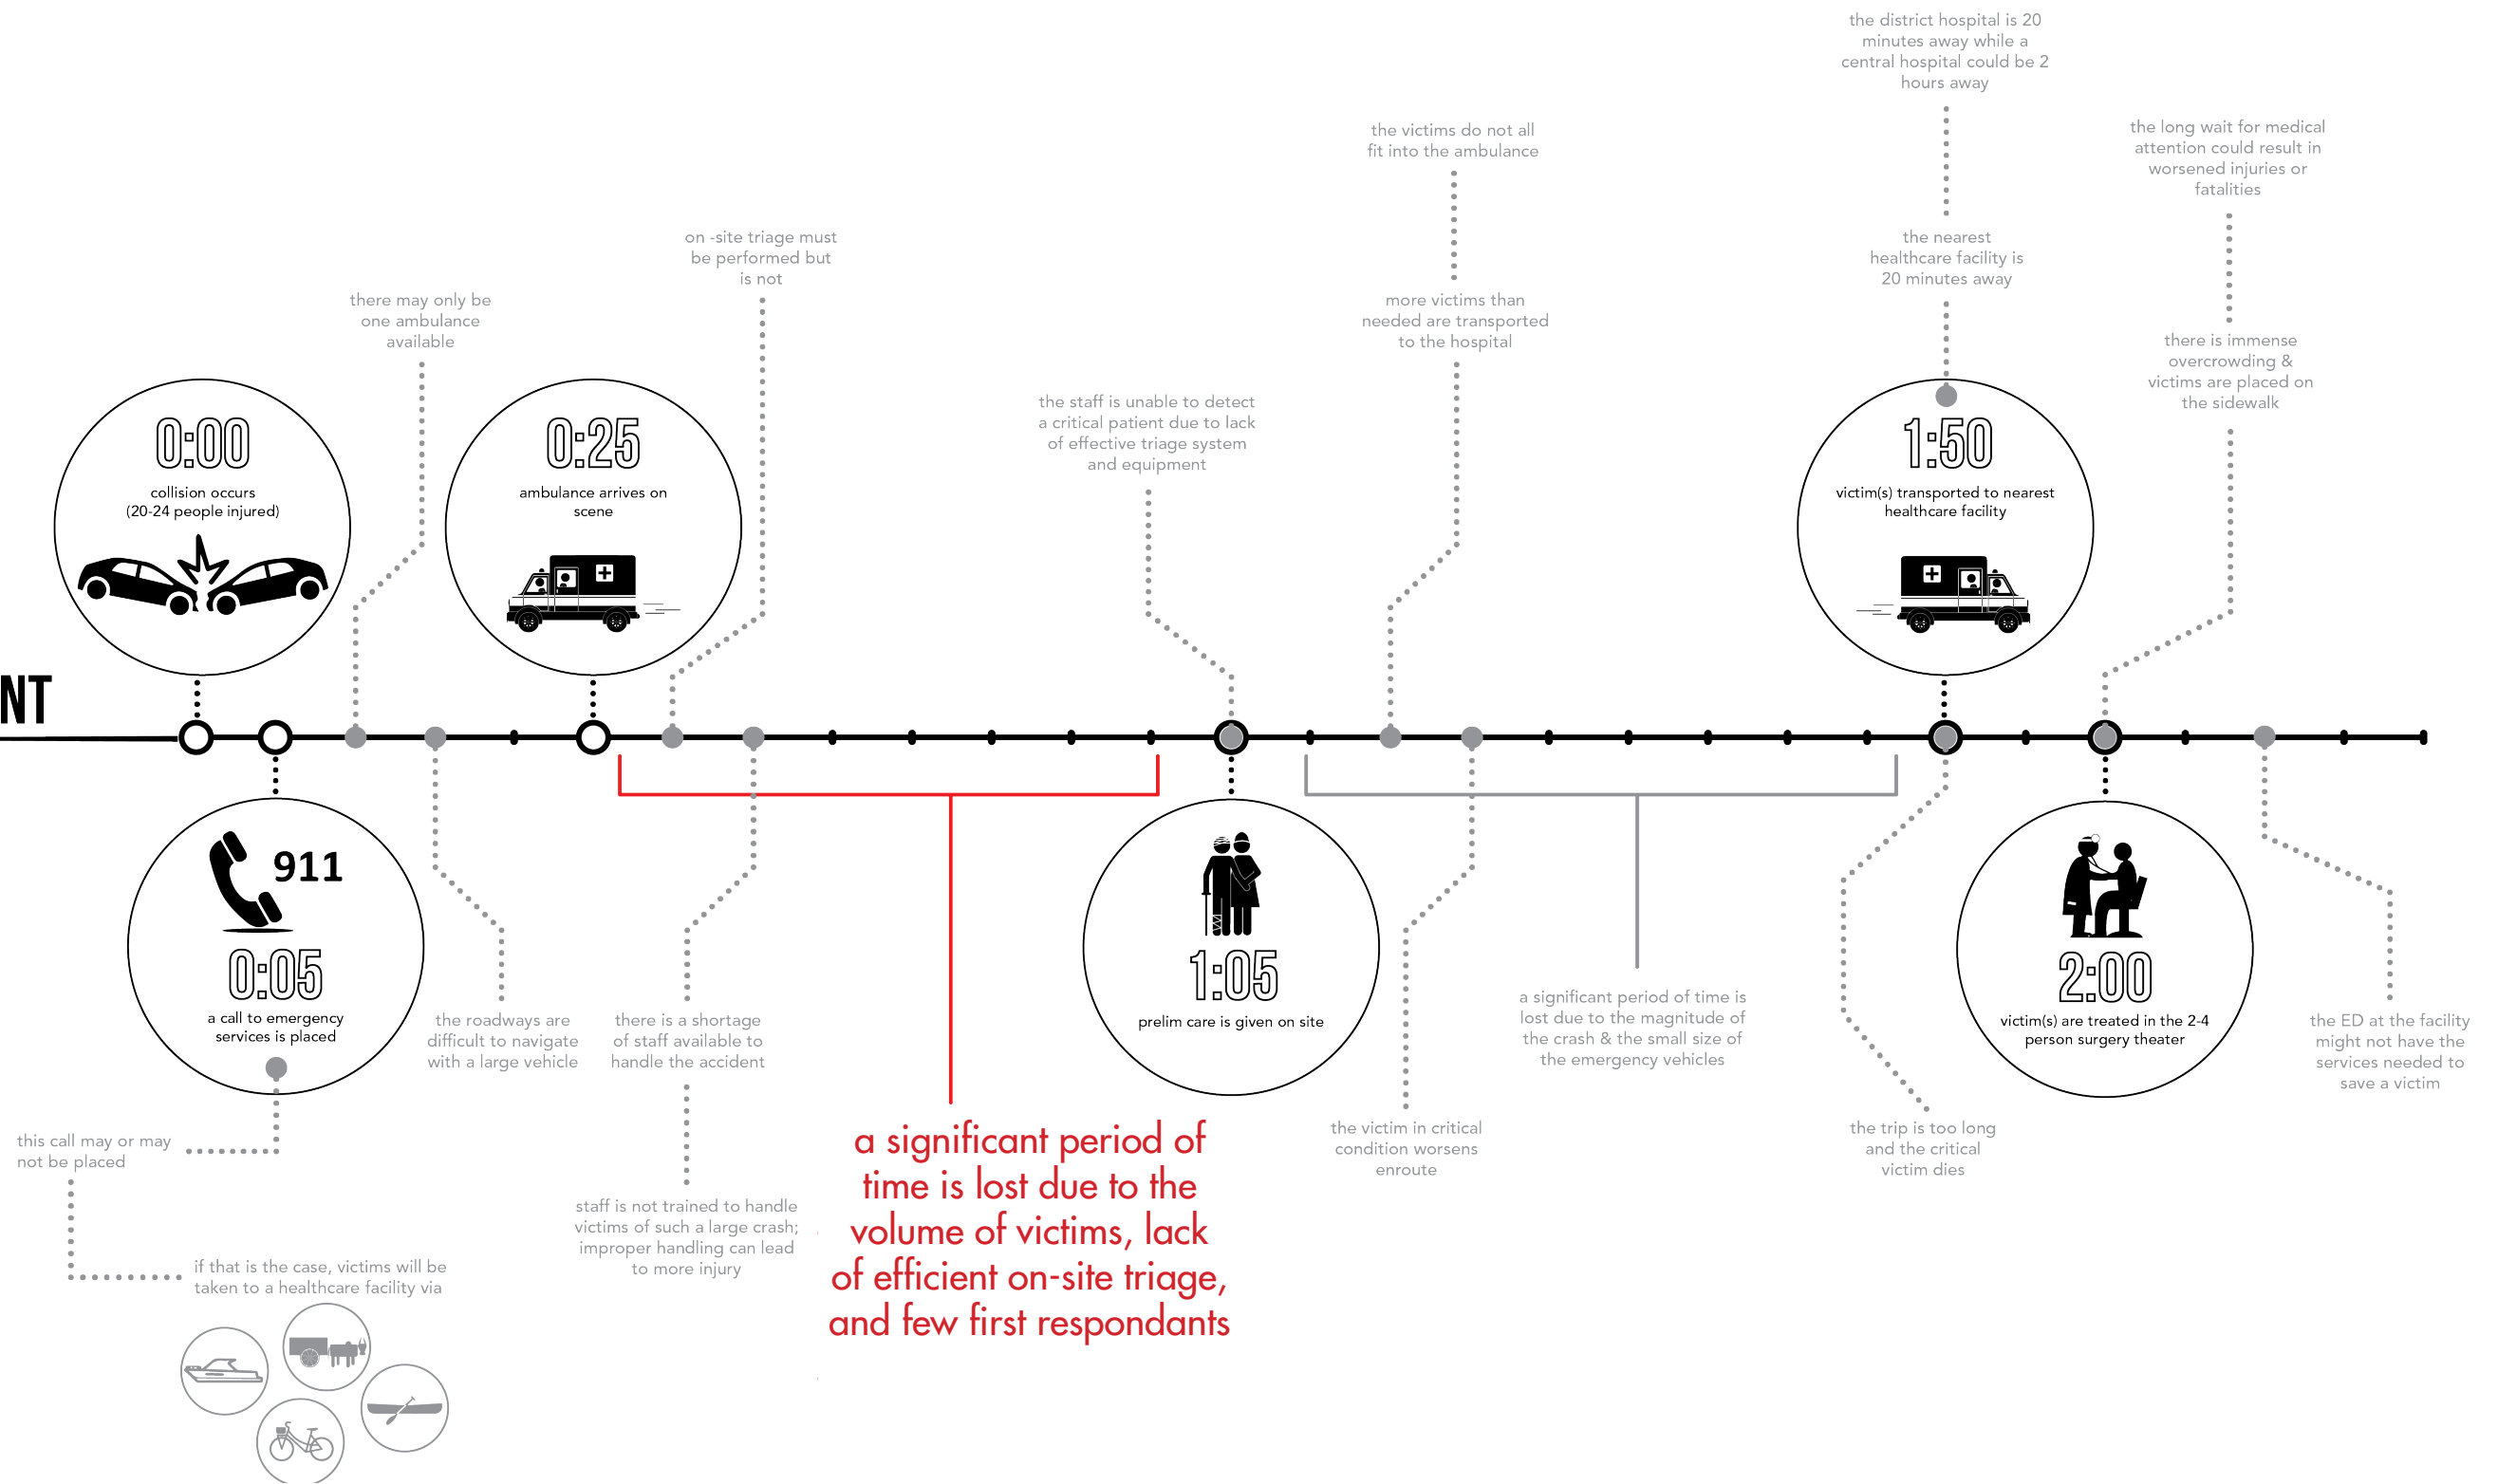 the district hospital is 20
minutes away while a
central hospital could be 2
hours away
the victims do not all
fit into the ambulance
the long wait for medical
attention could result in
worsened injuries or
fatalities
on -site triage must
be performed but
is not
the nearest
healthcare facility is
20 minutes away
there may only be
one ambulance
available
more victims than
needed are transported
to the hospital
there is immense
overcrowding &
victims are placed on
the sidewalk
the staff is unable to detect
a critical patient due to lack
of effective triage system
and equipment
0:00
collision occurs
(20-24 people injured)
0:25
ambulance arrives on
scene
1:50
victim(s) transported to nearest
healthcare facility
NT
911
0:05
a call to emergency
services is placed
the roadways are
difficult to navigate
with a large vehicle
there is a shortage
of staff available to
handle the accident
1:05
prelim care is given on site
a significant period of time is
lost due to the magnitude of
the crash & the small size of
the emergency vehicles
2:00
victim(s) are treated in the 2-4
person surgery theater
the ED at the facility
might not have the
services needed to
save a victim
this call may or may
not be placed
a significant period of
time is lost due to the
volume of victims, lack
of efficient on-site triage,
and few first respondants
the victim in critical
condition worsens
enroute
the trip is too long
and the critical
victim dies
staff is not trained to handle
victims of such a large crash;
improper handling can lead
to more injury
if that is the case, victims will be
taken to a healthcare facility via